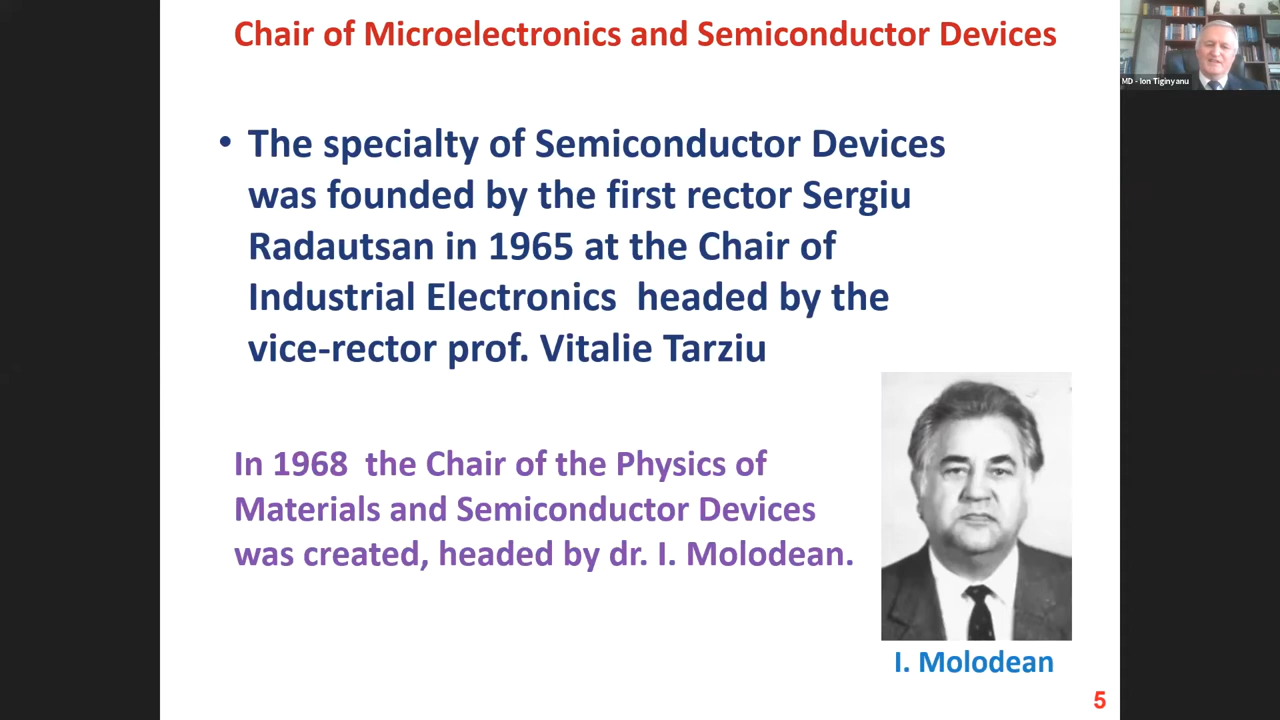 Chair of Microelectronics and Semiconductor Devices
MD - Ion Tiginyanu
• The specialty of Semiconductor Devices
was founded by the first rector Sergiu
Radautsan in 1965 at the Chair of
Industrial Electronics headed by the
vice-rector prof. Vitalie Tarziu
In 1968 the Chair of the Physics of
Materials and Semiconductor Devices
was created, headed by dr. I. Molodean.
I. Molodean
5